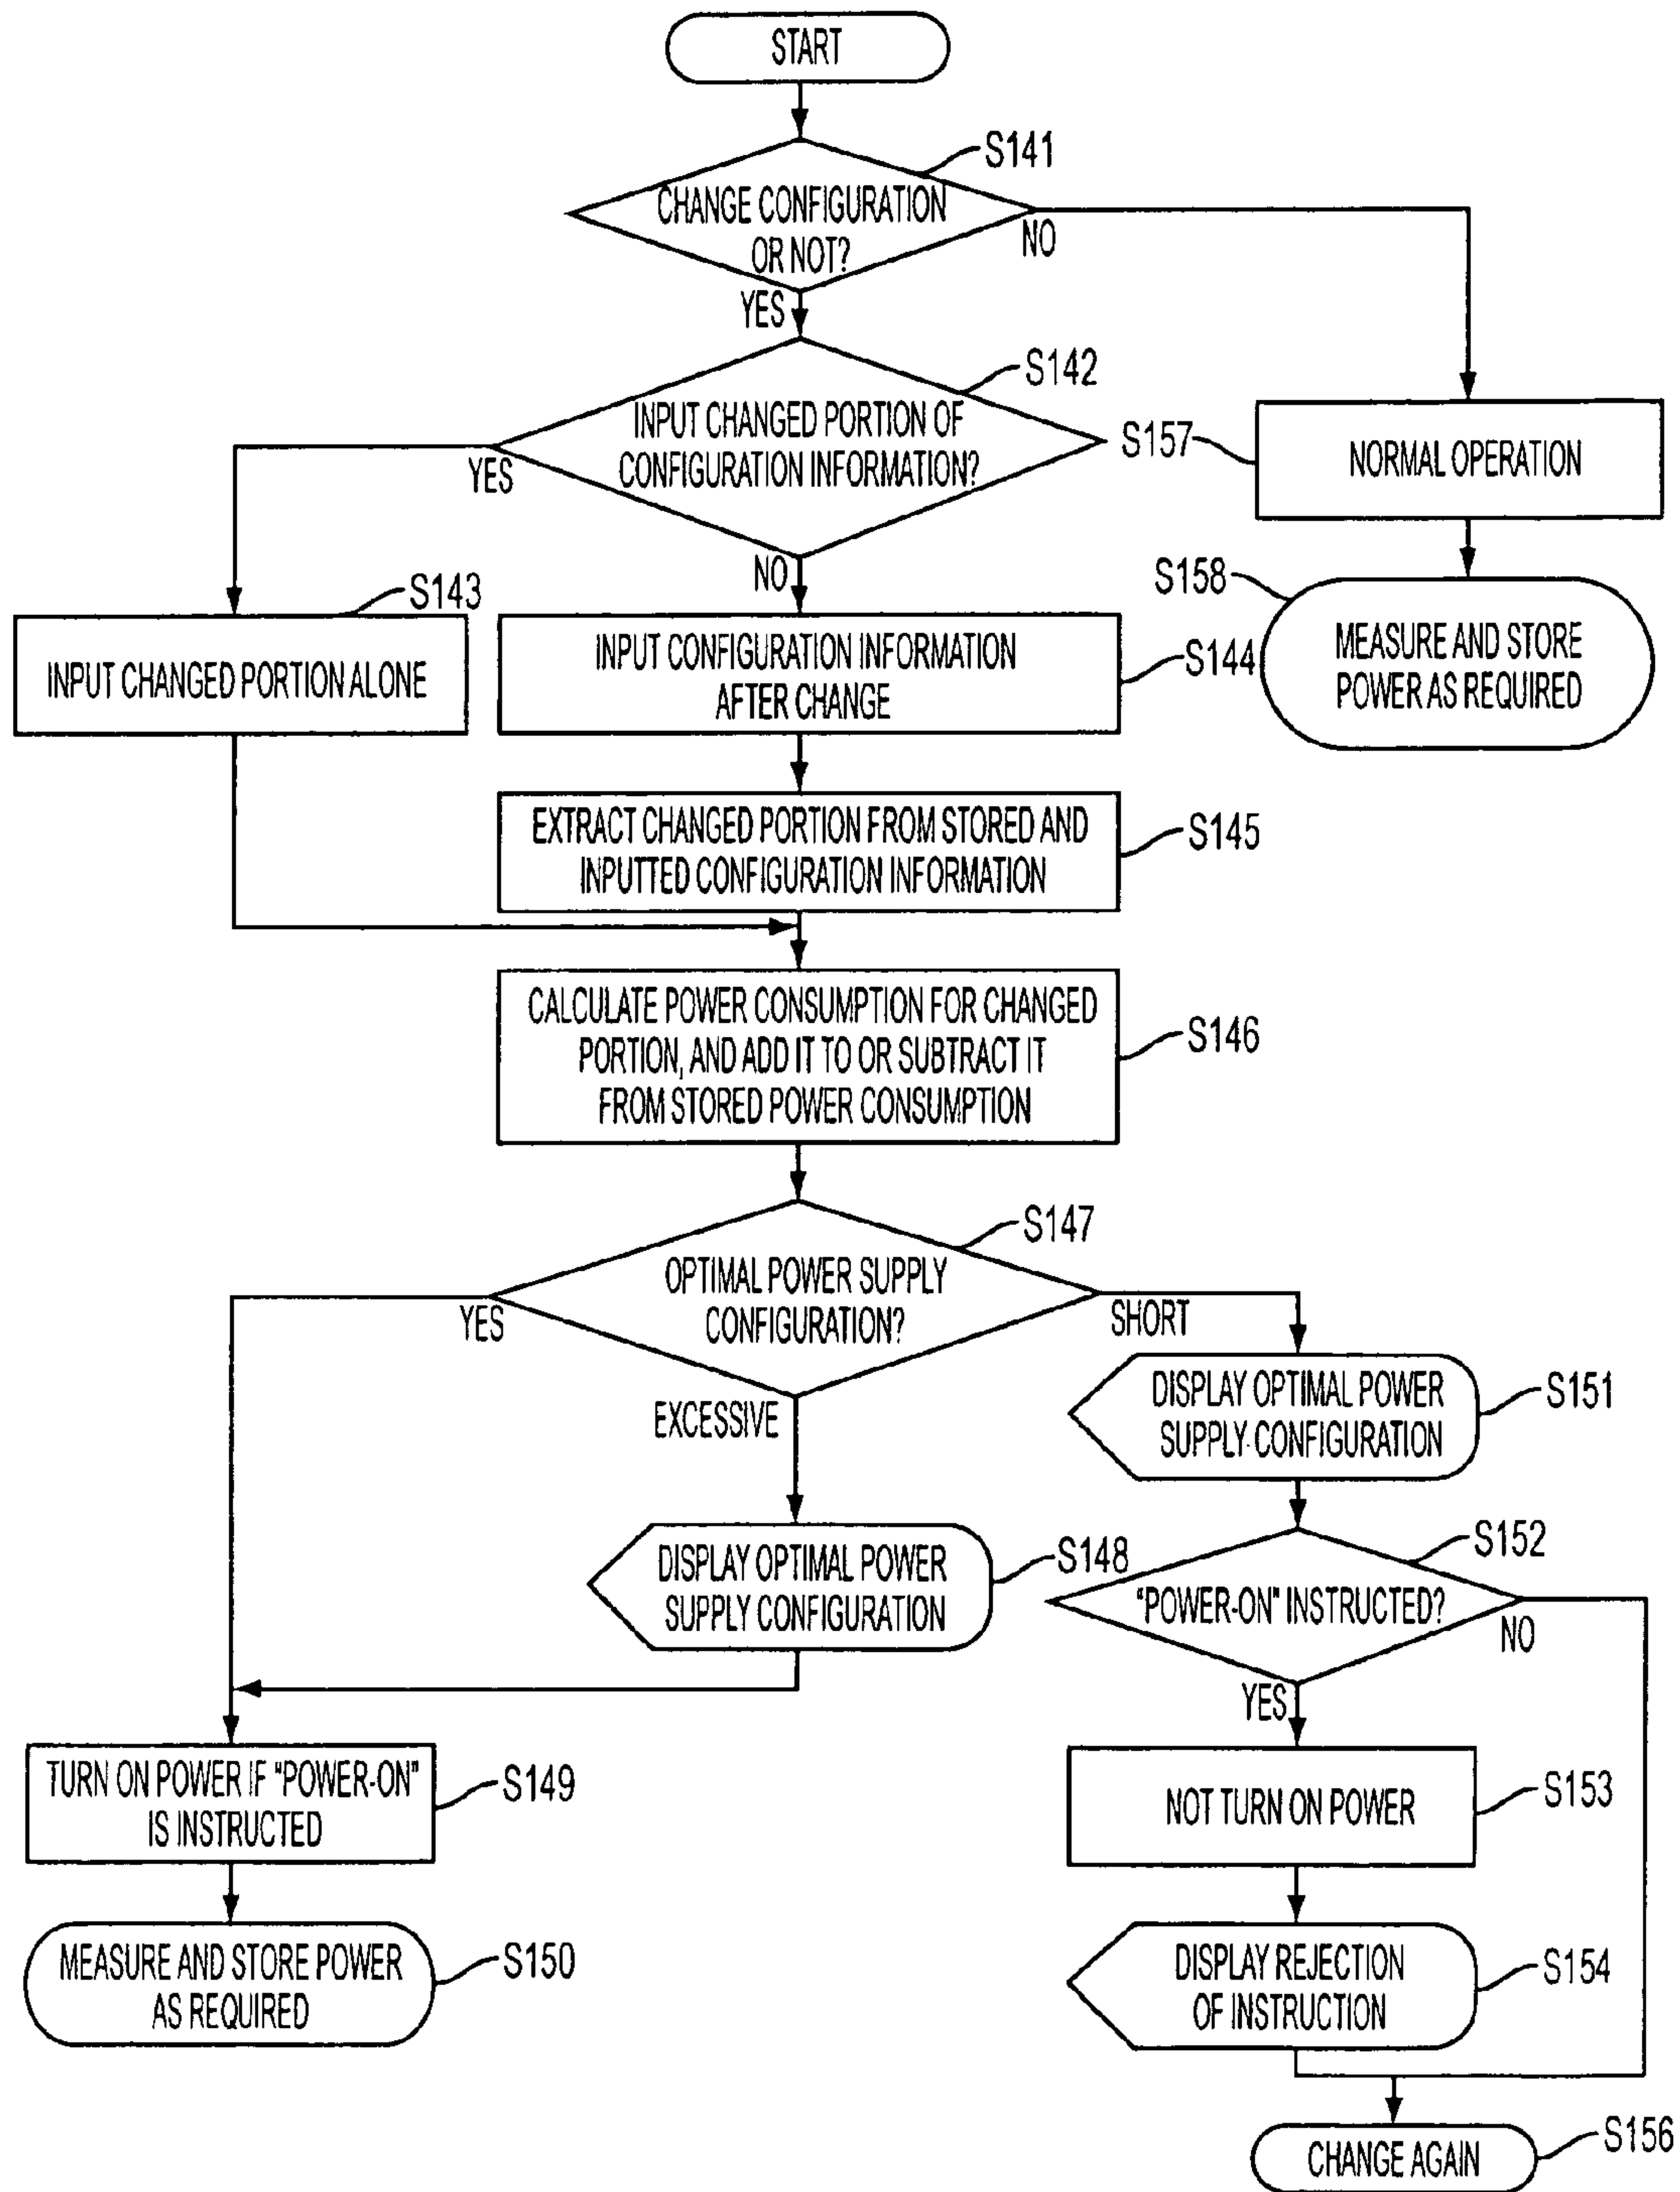 START
S141
CHANGE CONFIGURATION
OR NOT?
NO
YES
S142
INPUT CHANGED PORTION OF
CONFIGURATION INFORMATION?
YES
NO
S157
NORMAL OPERATION
S143
INPUT CHANGED PORTION ALONE
INPUT CONFIGURATION INFORMATION
AFTER CHANGE
S144
S158
MEASURE AND STORE
POWER AS REQUIRED
EXTRACT CHANGED PORTION FROM STORED AND
INPUTTED CONFIGURATION INFORMATION
S145
CALCULATE POWER CONSUMPTION FOR CHANGED
PORTION, AND ADD IT TO OR SUBTRACT IT
FROM STORED POWER CONSUMPTION
S146
S147
OPTIMAL POWER SUPPLY
CONFIGURATION?
YES
SHORT
EXCESSIVE
DISPLAY OPTIMAL POWER
SUPPLY CONFIGURATION
S151
DISPLAY OPTIMAL POWER
SUPPLY CONFIGURATION
S148
S152
"POWER-ON" INSTRUCTED?
NO
YES
TURN ON POWER IF "POWER-ON"
IS INSTRUCTED
S149
NOT TURN ON POWER
S153
MEASURE AND STORE POWER
AS REQUIRED
S150
DISPLAY REJECTION
OF INSTRUCTION
S154
CHANGE AGAIN
S156